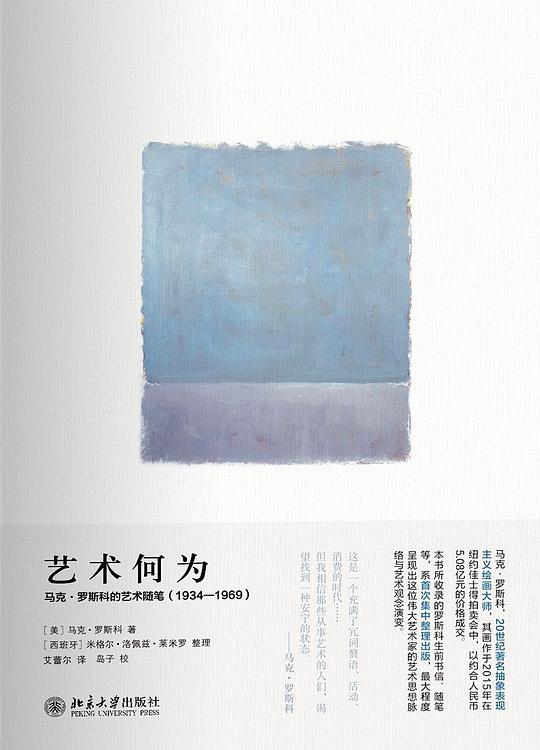 艺术何为
马克·罗斯科的艺术随笔（1934—1969）
［美］马克·罗斯科 著
［西班牙］米格尔·洛佩兹·莱米罗 整理
艾蕾尔 译 岛子 校
北京大学出版社
PEKING UNIVERSITY PRESS
马克·罗斯科，20世纪著名抽象表现
主义绘画大师，其画作于2015年在
纽约佳士得拍卖会中，以约合人民币
5.08亿元的价格成交。
本书所收录的罗斯科生前书信、随笔
等，系首次集中整理出版，最大程度
呈现出这位伟大艺术家的艺术思想脉
络与艺术观念演变。
这是一个充满了冗词赘语、活动、
消费的时代……
但我相信那些从事艺术的人们，渴
望找到一种安宁的状态。
——马克·罗斯科